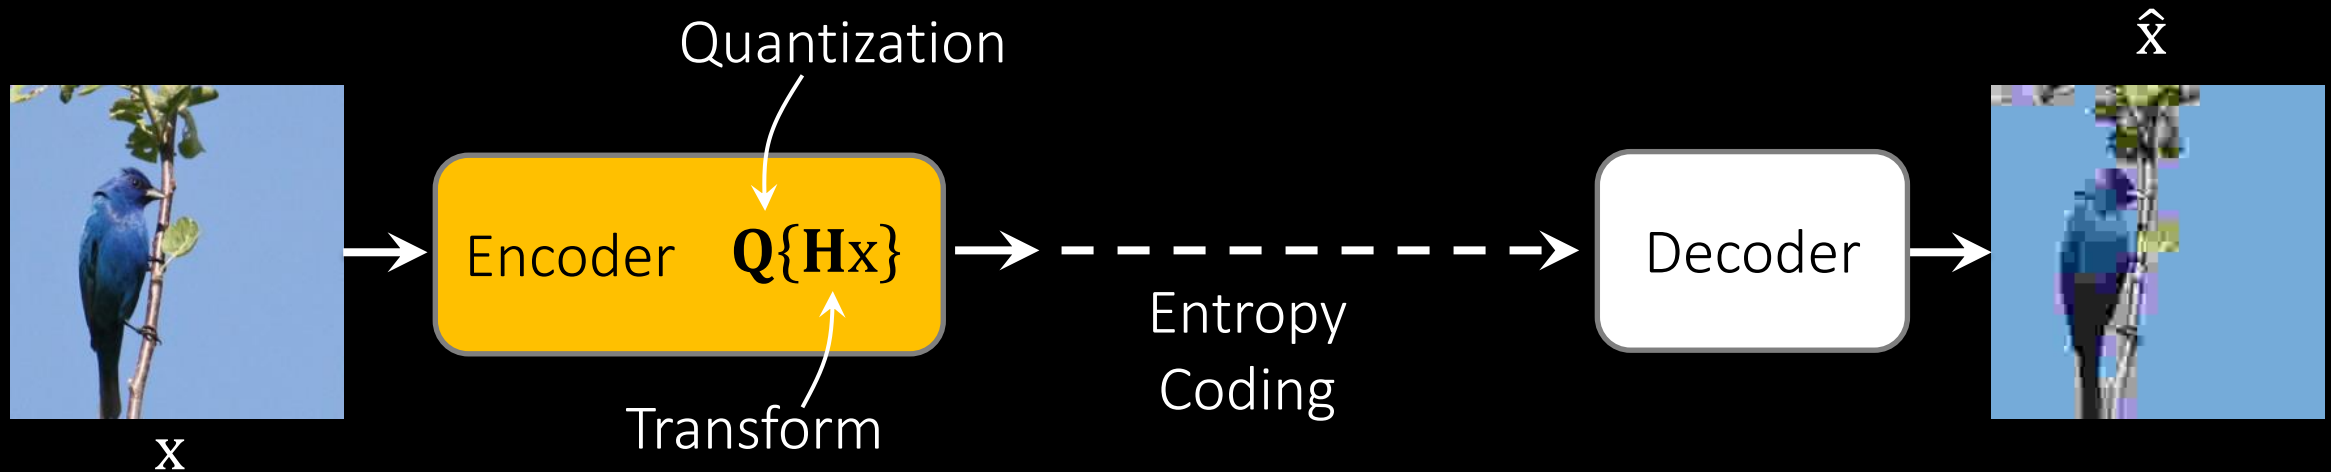 Quantization
x̂
Encoder Q{Hx}
Decoder
Entropy
Coding
Transform
x